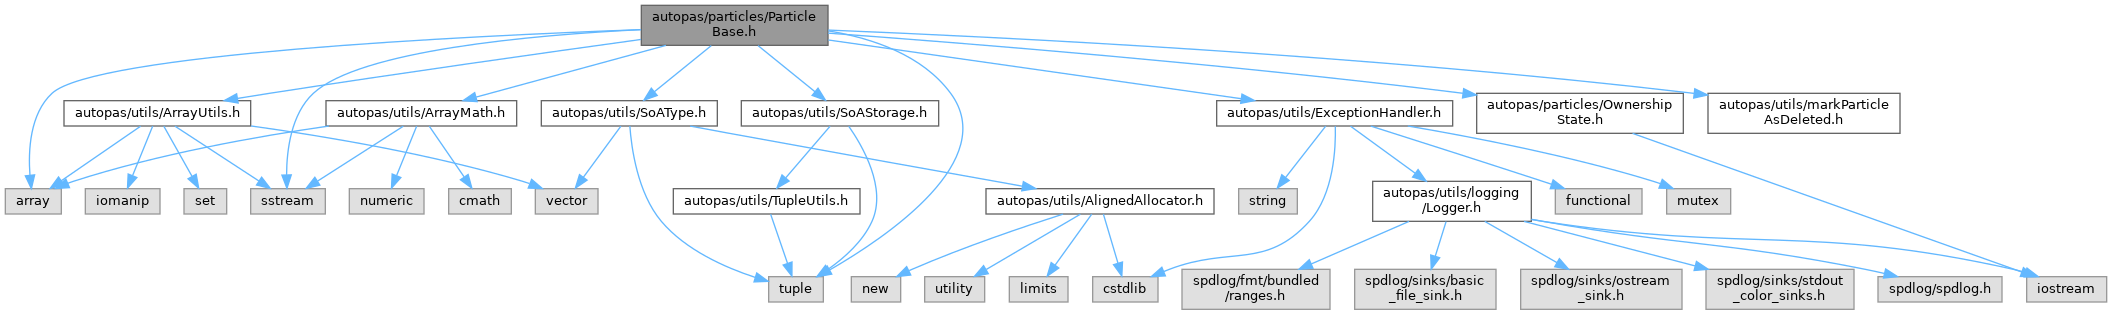 autopas/particles/Particle
Base.h
autopas/utils/ArrayUtils.h
autopas/utils/ArrayMath.h
autopas/utils/SoAType.h
autopas/utils/SoAStorage.h
autopas/utils/ExceptionHandler.h
autopas/particles/Ownership
State.h
autopas/utils/markParticle
AsDeleted.h
array
iomanip
set
sstream
numeric
cmath
vector
autopas/utils/TupleUtils.h
autopas/utils/AlignedAllocator.h
string
autopas/utils/logging
/Logger.h
functional
mutex
tuple
new
utility
limits
cstdlib
spdlog/fmt/bundled
/ranges.h
spdlog/sinks/basic
_file_sink.h
spdlog/sinks/ostream
_sink.h
spdlog/sinks/stdout
_color_sinks.h
spdlog/spdlog.h
iostream